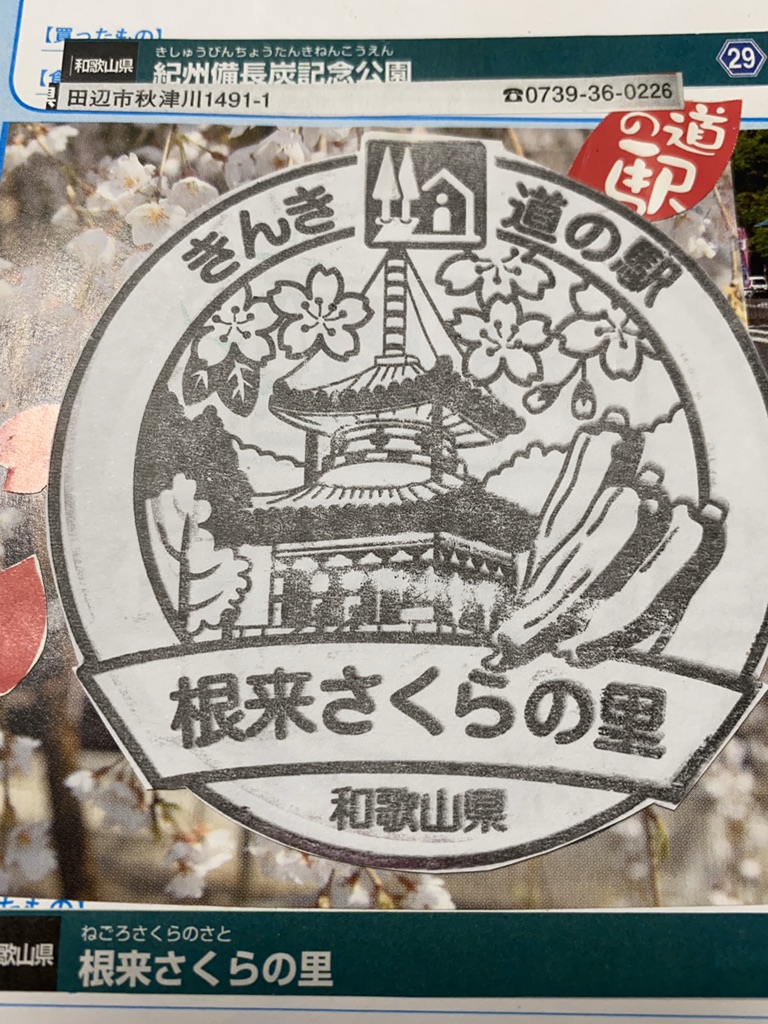 【買ったもの】
きしゅうびんちょうたんきねんこうえん
和歌山県
紀州備長炭記念公園
29
田辺市秋津川1491-1
☎0739-36-0226
道の駅
きんき
道の駅
根来さくらの里
和歌山県
ねごろさくらのさと
歌山県
根来さくらの里